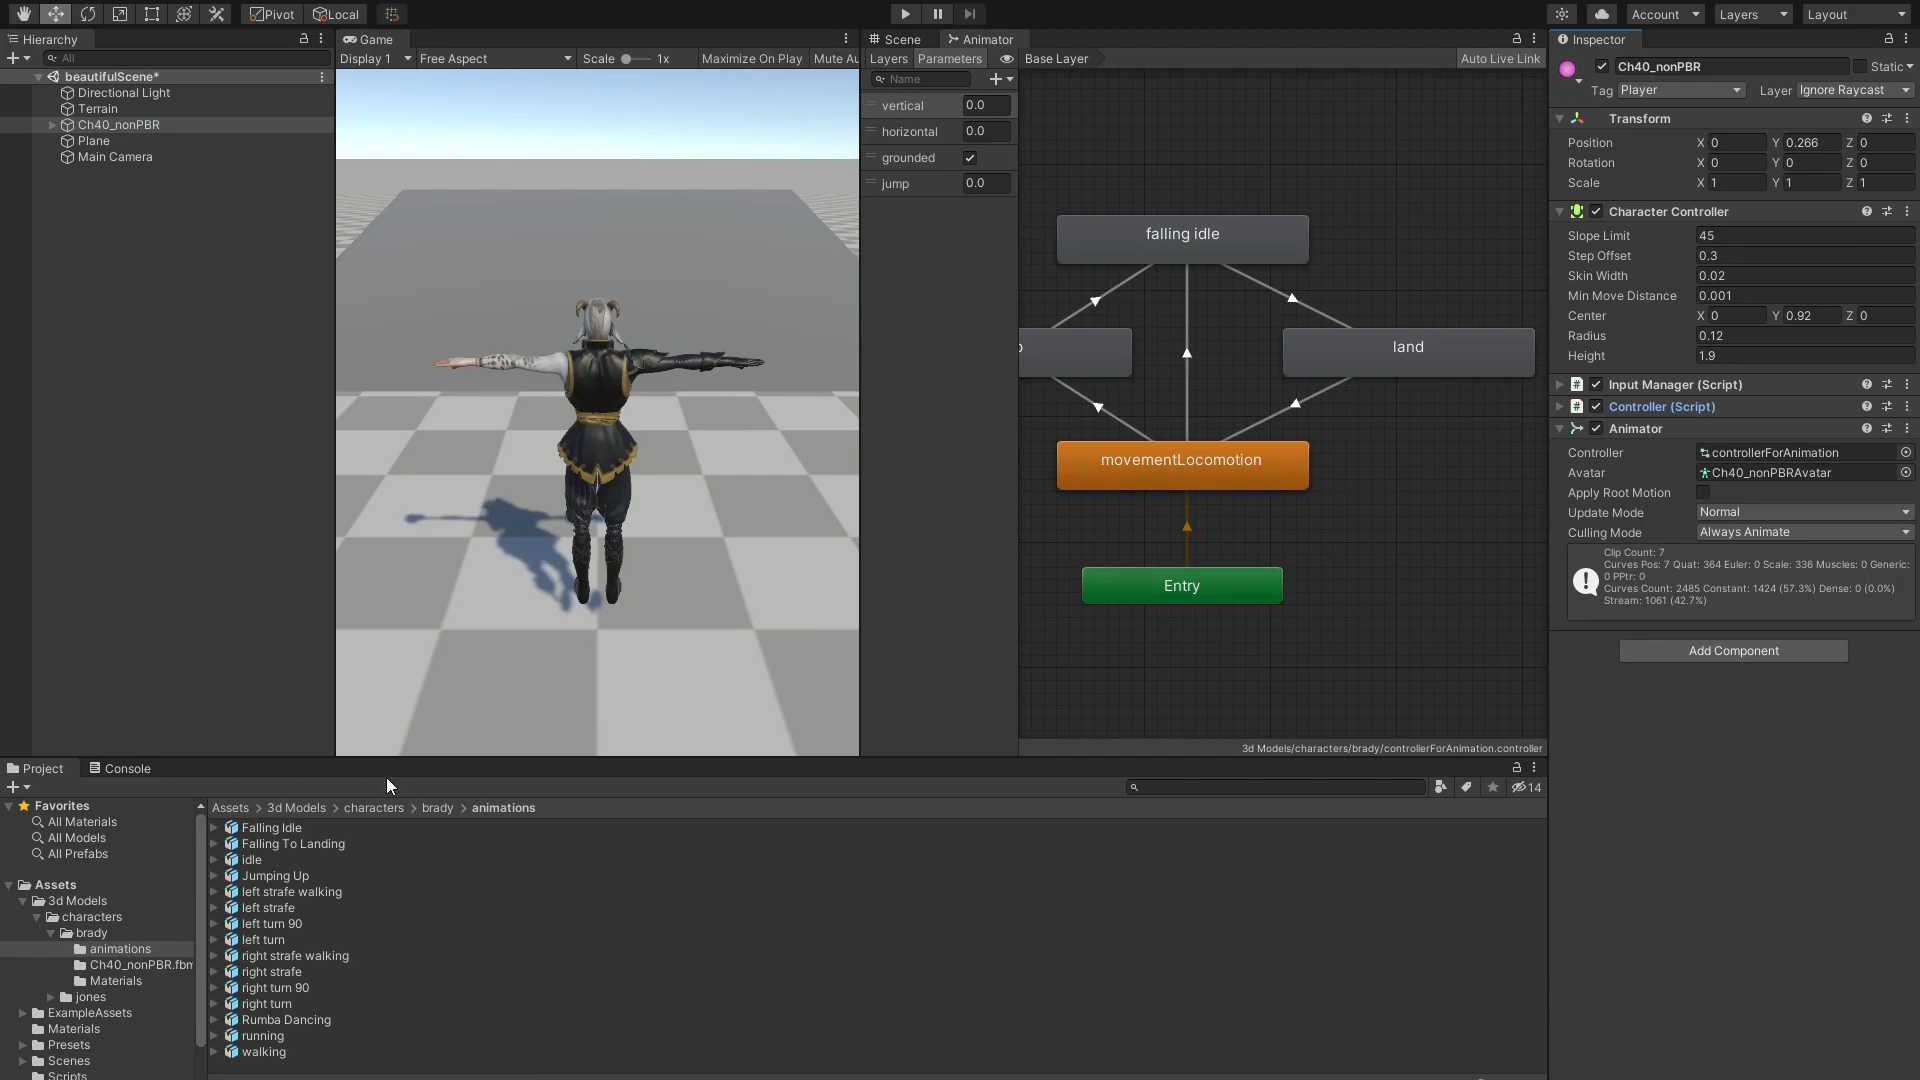 Pivot
Local
Account
Layers
Layout
Hierarchy
All
beautifulScene*
Directional Light
Terrain
Ch40_nonPBR
Plane
Main Camera
Game
Display 1
Free Aspect
Scale
1x
Maximize On Play
Mute Au
Scene
Animator
Layers
Parameters
Base Layer
Auto Live Link
Name
vertical 0.0
horizontal 0.0
grounded
jump 0.0
falling idle
land
movementLocomotion
Entry
3d Models/characters/brady/controllerForAnimation.controller
Inspector
Ch40_nonPBR
Static
Tag Player
Layer Ignore Raycast
Transform
Position X 0 Y 0.266 Z 0
Rotation X 0 Y 0 Z 0
Scale X 1 Y 1 Z 1
Character Controller
Slope Limit 45
Step Offset 0.3
Skin Width 0.02
Min Move Distance 0.001
Center X 0 Y 0.92 Z 0
Radius 0.12
Height 1.9
Input Manager (Script)
Controller (Script)
Animator
Controller controllerForAnimation
Avatar Ch40_nonPBRAvatar
Apply Root Motion
Update Mode Normal
Culling Mode Always Animate
Clip Count: 7
Curves Pos: 7 Quat: 364 Euler: 0 Scale: 336 Muscles: 0 Generic:
0 PPtr: 0
Curves Count: 2485 Constant: 1424 (57.3%) Dense: 0 (0.0%)
Stream: 1061 (42.7%)
Add Component
Project
Console
14
Favorites
All Materials
All Models
All Prefabs
Assets
3d Models
characters
brady
animations
Ch40_nonPBR.fbm
Materials
jones
ExampleAssets
Materials
Presets
Scenes
Scripts
Assets > 3d Models > characters > brady > animations
Falling Idle
Falling To Landing
idle
Jumping Up
left strafe walking
left strafe
left turn 90
left turn
right strafe walking
right strafe
right turn 90
right turn
Rumba Dancing
running
walking